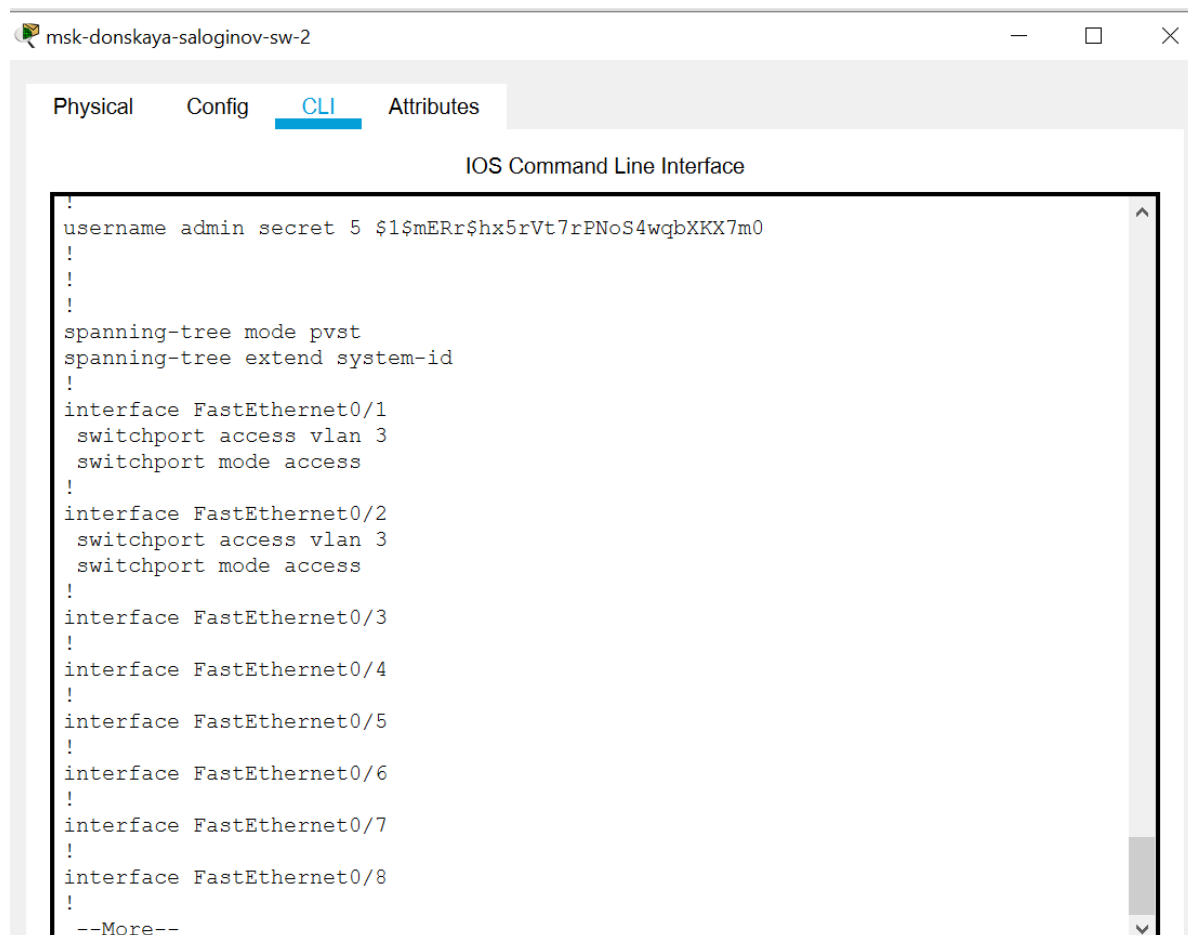 msk-donskaya-saloginov-sw-2
Physical Config CLI Attributes
IOS Command Line Interface
!
username admin secret 5 $1$mERr$hx5rVt7rPNoS4wqbXKX7m0
!
!
!
spanning-tree mode pvst
spanning-tree extend system-id
!
interface FastEthernet0/1
 switchport access vlan 3
 switchport mode access
!
interface FastEthernet0/2
 switchport access vlan 3
 switchport mode access
!
interface FastEthernet0/3
!
interface FastEthernet0/4
!
interface FastEthernet0/5
!
interface FastEthernet0/6
!
interface FastEthernet0/7
!
interface FastEthernet0/8
!
 --More--